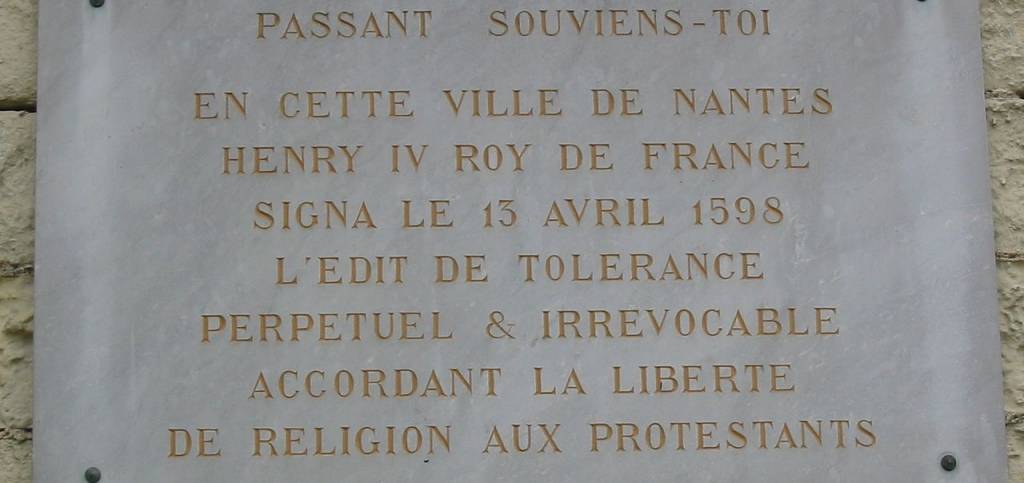 PASSANT SOUVIENS-TOI
EN CETTE VILLE DE NANTES
HENRY IV ROY DE FRANCE
SIGNA LE 13 AVRIL 1598
L'EDIT DE TOLERANCE
PERPETUEL & IRREVOCABLE
ACCORDANT LA LIBERTE
DE RELIGION AUX PROTESTANTS